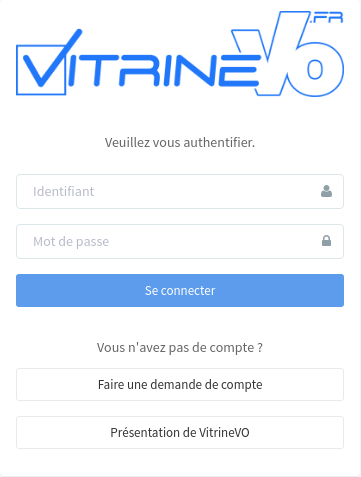 VITRINEVO.FR
Veuillez vous authentifier.
Identifiant
Mot de passe
Se connecter
Vous n'avez pas de compte ?
Faire une demande de compte
Présentation de VitrineVO